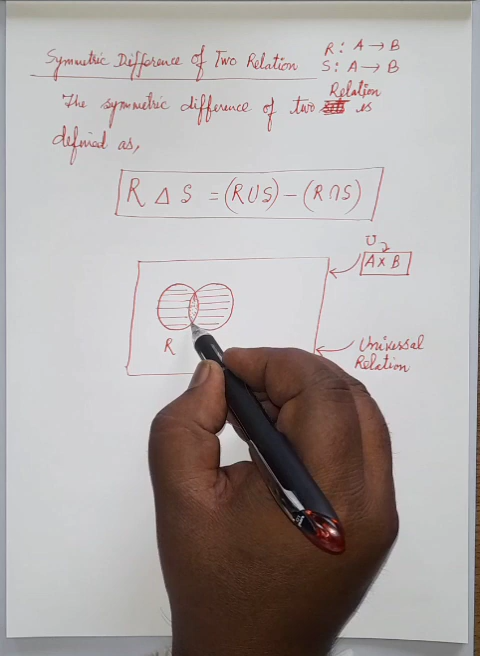 Symmetric Difference of Two Relation
R: A → B
S: A → B
The symmetric difference of two Relation is
defined as,
R △ S = (R∪S) − (R∩S)
U
A × B
R
Universal
Relation